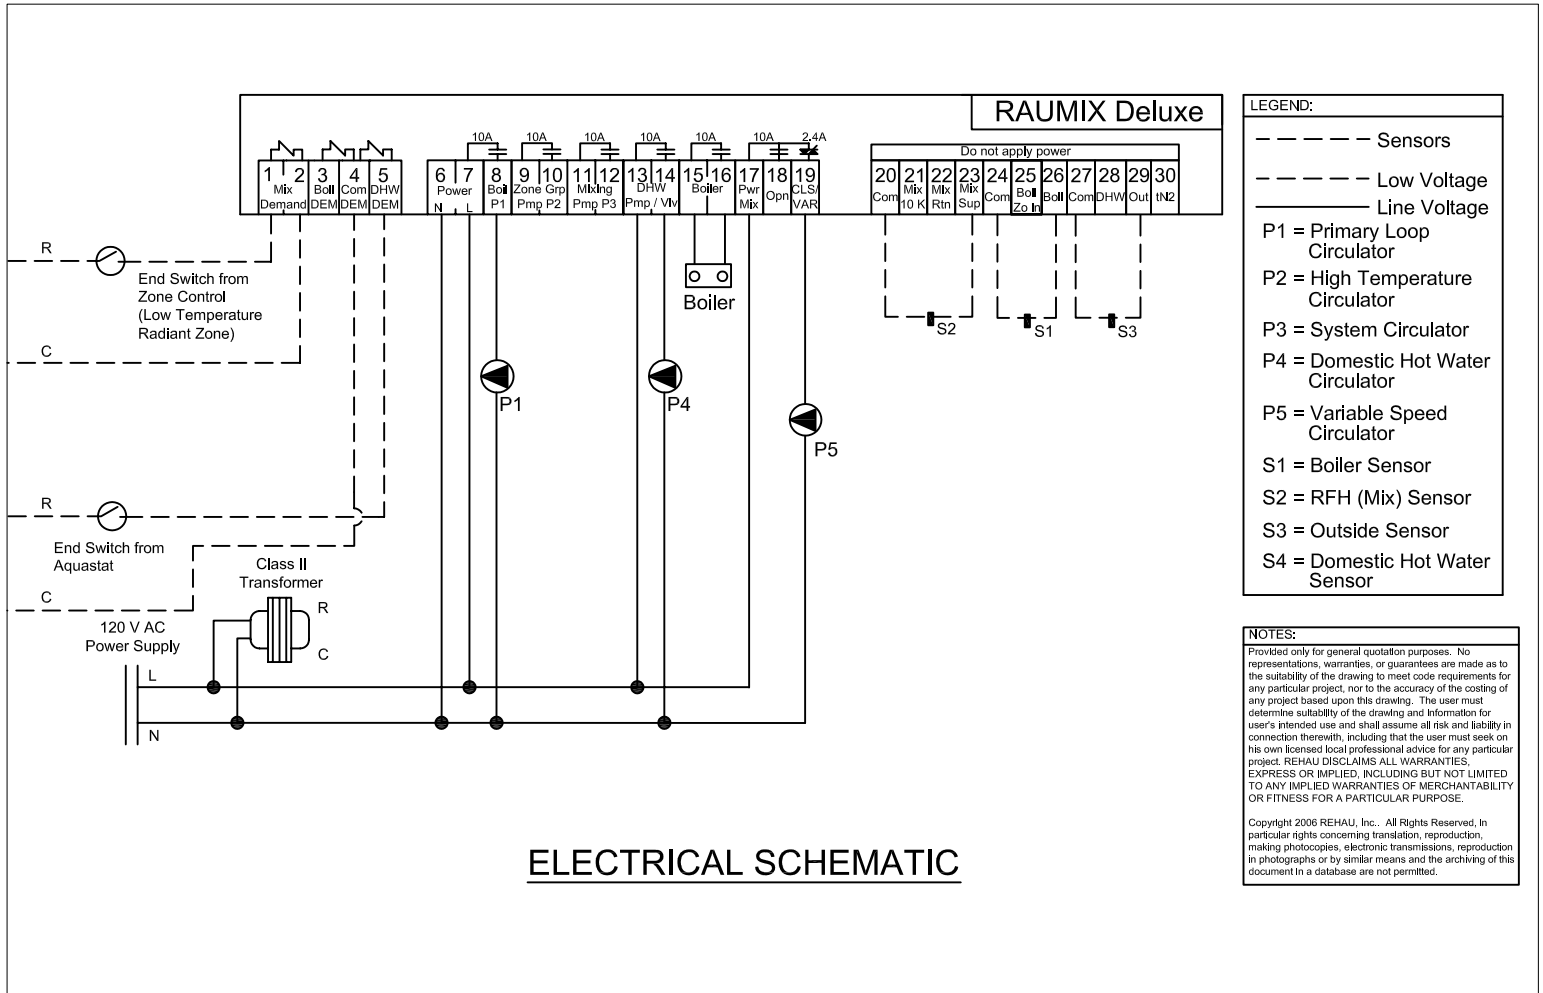 RAUMIX Deluxe
10A 10A 10A 10A 10A 10A 2.4A
Do not apply power
1 2 3 4 5 6 7 8 9 10 11 12 13 14 15 16 17 18 19 20 21 22 23 24 25 26 27 28 29 30
Mix
Demand
Boil
DEM
Com
DEM
DHW
DEM
Power
N L
Boil
P1
Zone Grp
Pmp P2
Mixing
Pmp P3
DHW
Pmp / Vlv
Boiler
Pwr
Mix
Opn
CLS/
VAR
Com
Mix
10 K
Mix
Rtn
Mix
Sup
Com
Boil
Zo In
Boil
Com
DHW
Out
tN2
R
End Switch from
Zone Control
(Low Temperature
Radiant Zone)
C
Boiler
S2
S1
S3
P1
P4
P5
R
End Switch from
Aquastat
C
Class II
Transformer
R
C
120 V AC
Power Supply
L
N
ELECTRICAL SCHEMATIC
LEGEND:
Sensors
Low Voltage
Line Voltage
P1 = Primary Loop
Circulator
P2 = High Temperature
Circulator
P3 = System Circulator
P4 = Domestic Hot Water
Circulator
P5 = Variable Speed
Circulator
S1 = Boiler Sensor
S2 = RFH (Mix) Sensor
S3 = Outside Sensor
S4 = Domestic Hot Water
Sensor
NOTES:
Provided only for general quotation purposes. No
representations, warranties, or guarantees are made as to
the suitability of the drawing to meet code requirements for
any particular project, nor to the accuracy of the costing of
any project based upon this drawing. The user must
determine suitability of the drawing and information for
user's intended use and shall assume all risk and liability in
connection therewith, including that the user must seek on
his own licensed local professional advice for any particular
project. REHAU DISCLAIMS ALL WARRANTIES,
EXPRESS OR IMPLIED, INCLUDING BUT NOT LIMITED
TO ANY IMPLIED WARRANTIES OF MERCHANTABILITY
OR FITNESS FOR A PARTICULAR PURPOSE.
Copyright 2006 REHAU, Inc.. All Rights Reserved, In
particular rights concerning translation, reproduction,
making photocopies, electronic transmissions, reproduction
in photographs or by similar means and the archiving of this
document in a database are not permitted.